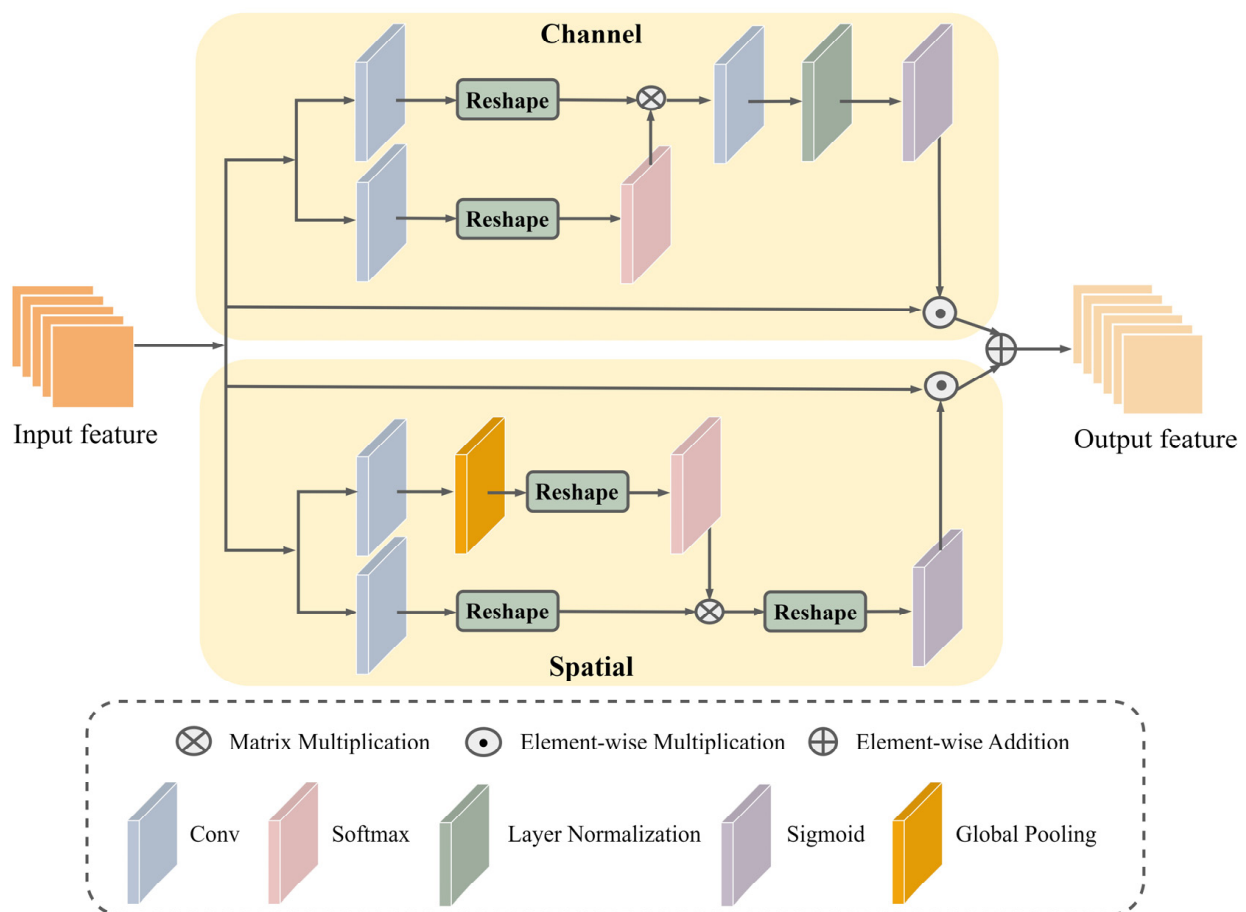 Channel
Reshape
Reshape
Input feature
Output feature
Reshape
Reshape
Reshape
Spatial
Matrix Multiplication
Element-wise Multiplication
Element-wise Addition
Conv
Softmax
Layer Normalization
Sigmoid
Global Pooling